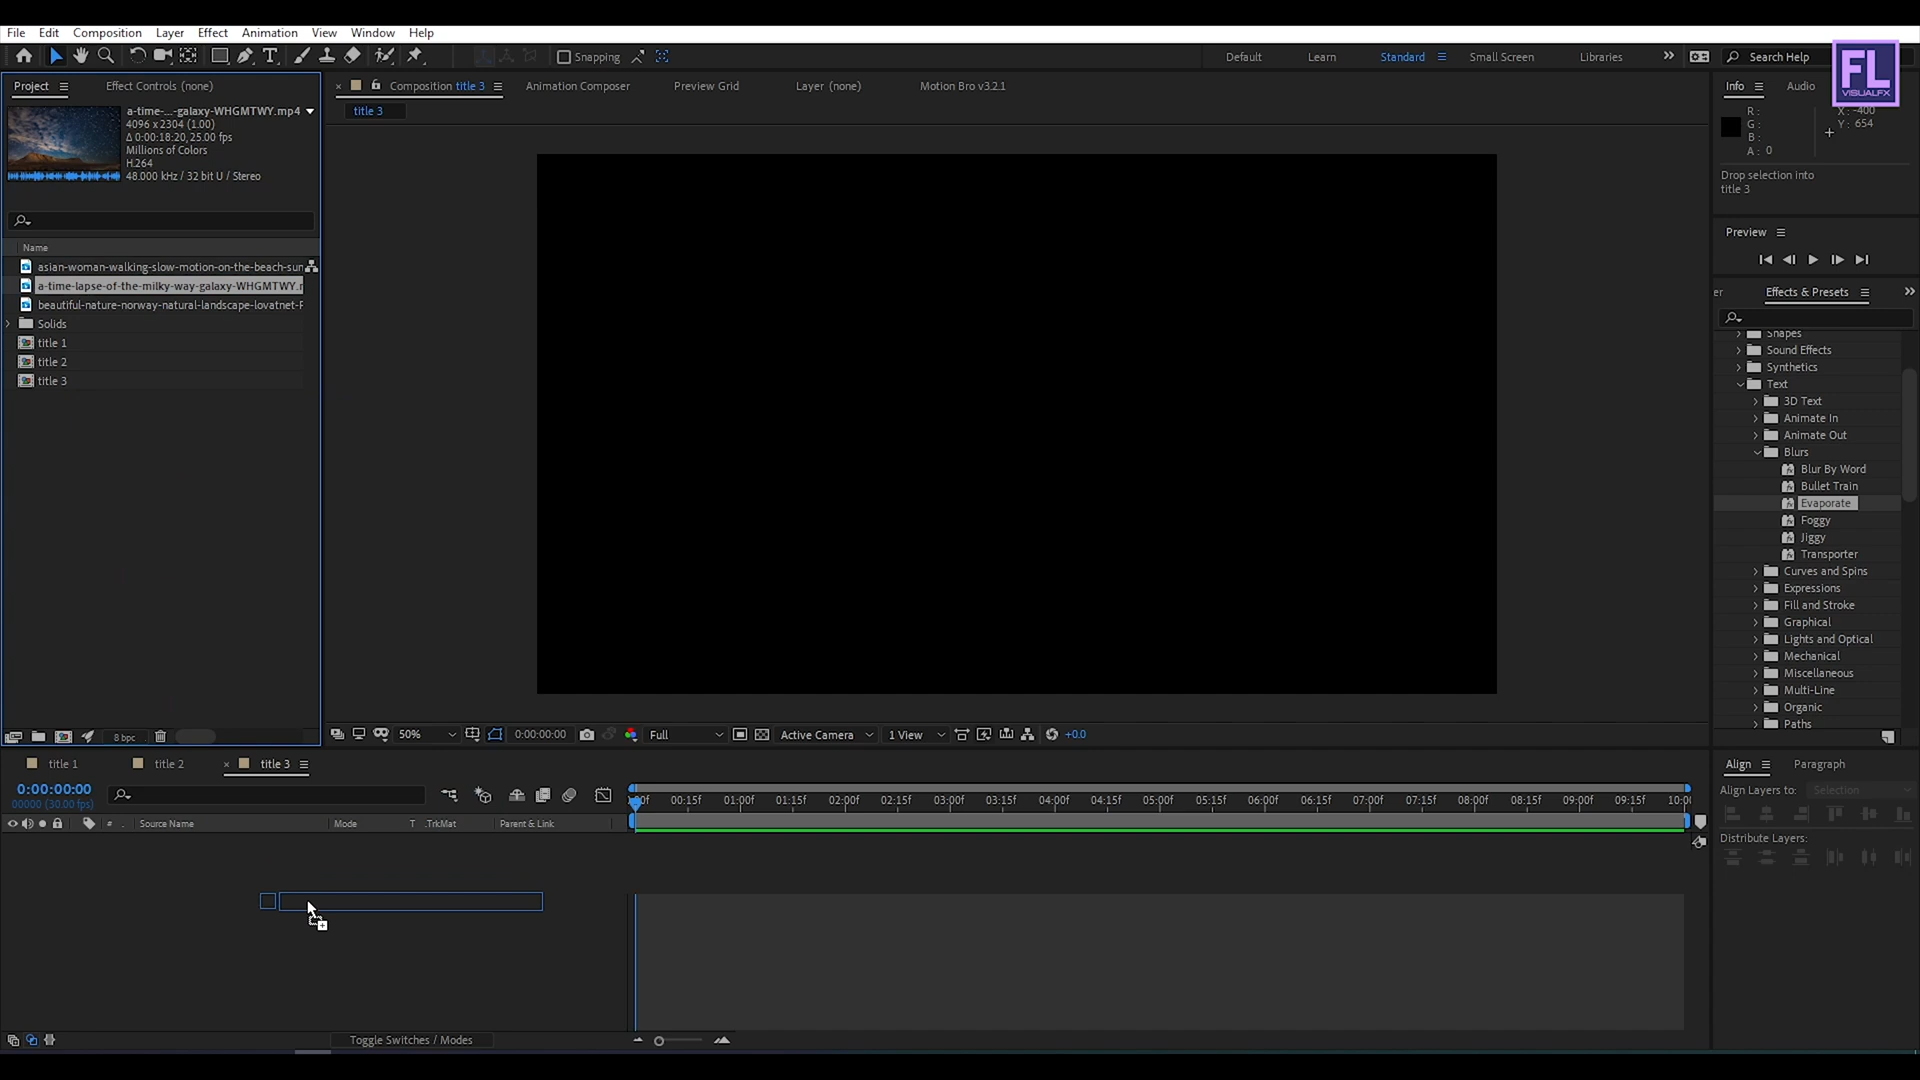 File Edit Composition Layer Effect Animation View Window Help
Snapping
Default Learn Standard Small Screen Libraries
Search Help
FL
VISUALFX
Project Effect Controls (none)
a-time-...-galaxy-WHGMTWY.mp4
4096 x 2304 (1.00)
Δ 0:00:18:20, 25.00 fps
Millions of Colors
H.264
48.000 kHz / 32 bit U / Stereo
Name
asian-woman-walking-slow-motion-on-the-beach-sun
a-time-lapse-of-the-milky-way-galaxy-WHGMTWY.r
beautiful-nature-norway-natural-landscape-lovatnet-F
Solids
title 1
title 2
title 3
8 bpc
Composition title 3 Animation Composer Preview Grid Layer (none) Motion Bro v3.2.1
title 3
50% 0:00:00:00 Full Active Camera 1 View +0.0
Info Audio
R:
G:
B:
A: 0
X: -400
Y: 654
Drop selection into
title 3
Preview
er Effects & Presets
Shapes
Sound Effects
Synthetics
Text
3D Text
Animate In
Animate Out
Blurs
Blur By Word
Bullet Train
Evaporate
Foggy
Jiggy
Transporter
Curves and Spins
Expressions
Fill and Stroke
Graphical
Lights and Optical
Mechanical
Miscellaneous
Multi-Line
Organic
Paths
title 1 title 2 title 3
0:00:00:00
00000 (30.00 fps)
:00f 00:15f 01:00f 01:15f 02:00f 02:15f 03:00f 03:15f 04:00f 04:15f 05:00f 05:15f 06:00f 06:15f 07:00f 07:15f 08:00f 08:15f 09:00f 09:15f 10:0
# . Source Name Mode T .TrkMat Parent & Link
Toggle Switches / Modes
Align Paragraph
Align Layers to: Selection
Distribute Layers: